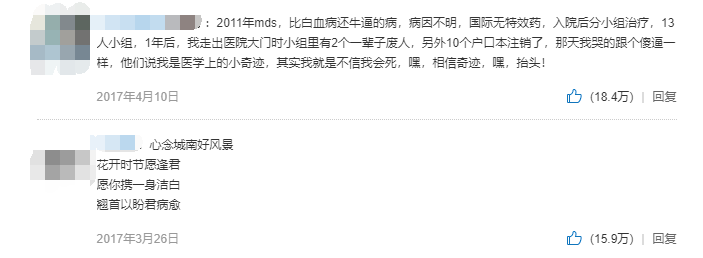 ：2011年mds，比白血病还牛逼的病，病因不明，国际无特效药，入院后分小组治疗，13
人小组，1年后，我走出医院大门时小组里有2个一辈子废人，另外10个户口本注销了，那天我哭的跟个傻逼一
样，他们说我是医学上的小奇迹，其实我就是不信我会死，嘿，相信奇迹，嘿，抬头！
2017年4月10日 (18.4万) | 回复
：心念城南好风景
花开时节愿逢君
愿你携一身洁白
翘首以盼君病愈
2017年3月26日 (15.9万) | 回复